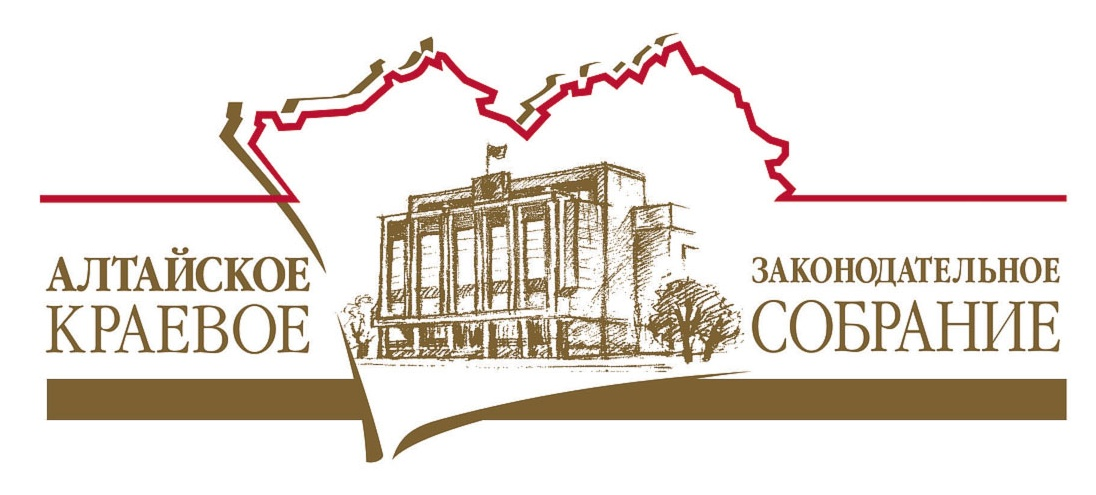 АЛТАЙСКОЕ
КРАЕВОЕ
ЗАКОНОДАТЕЛЬНОЕ
СОБРАНИЕ